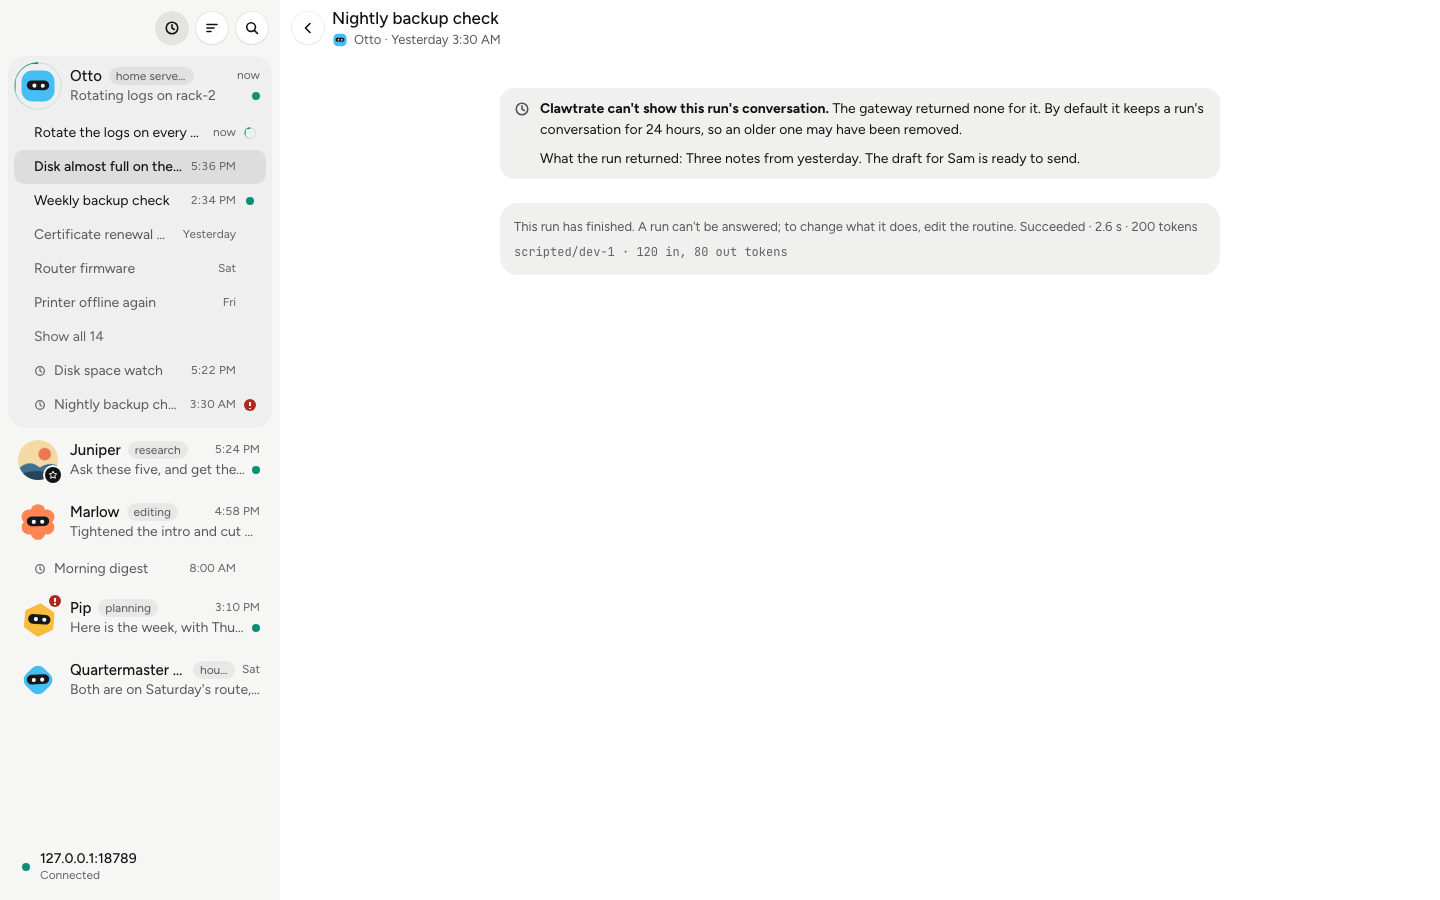 Otto home serve... now
Rotating logs on rack-2
Rotate the logs on every ... now
Disk almost full on the... 5:36 PM
Weekly backup check 2:34 PM
Certificate renewal ... Yesterday
Router firmware Sat
Printer offline again Fri
Show all 14
Disk space watch 5:22 PM
Nightly backup ch... 3:30 AM
Juniper research 5:24 PM
Ask these five, and get the...
Marlow editing 4:58 PM
Tightened the intro and cut ...
Morning digest 8:00 AM
Pip planning 3:10 PM
Here is the week, with Thu...
Quartermaster ... hou... Sat
Both are on Saturday's route,...
127.0.0.1:18789
Connected
Nightly backup check
Otto · Yesterday 3:30 AM
Clawtrate can't show this run's conversation. The gateway returned none for it. By default it keeps a run's
conversation for 24 hours, so an older one may have been removed.
What the run returned: Three notes from yesterday. The draft for Sam is ready to send.
This run has finished. A run can't be answered; to change what it does, edit the routine. Succeeded · 2.6 s · 200 tokens
scripted/dev-1 · 120 in, 80 out tokens